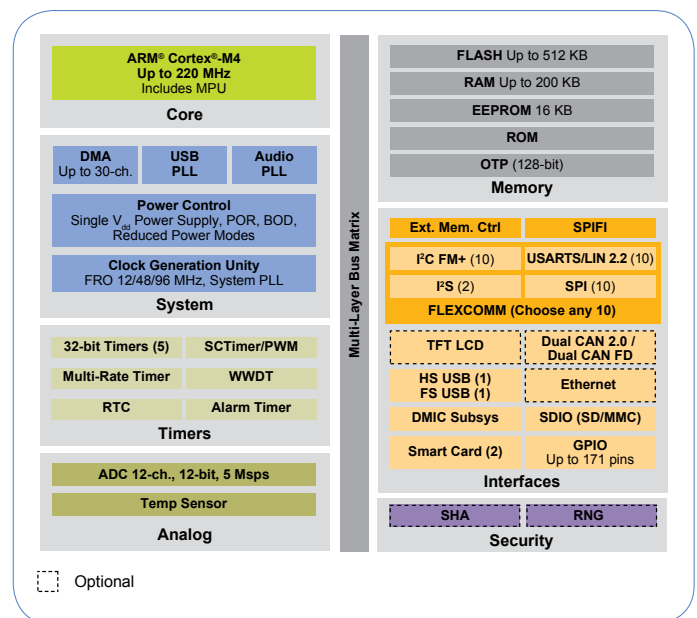 ARM® Cortex®-M4
Up to 220 MHz
Includes MPU
Core
DMA
Up to 30-ch.
USB
PLL
Audio
PLL
Power Control
Single Vdd Power Supply, POR, BOD,
Reduced Power Modes
Clock Generation Unity
FRO 12/48/96 MHz, System PLL
System
32-bit Timers (5)
SCTimer/PWM
Multi-Rate Timer
WWDT
RTC
Alarm Timer
Timers
ADC 12-ch., 12-bit, 5 Msps
Temp Sensor
Analog
Multi-Layer Bus Matrix
FLASH Up to 512 KB
RAM Up to 200 KB
EEPROM 16 KB
ROM
OTP (128-bit)
Memory
Ext. Mem. Ctrl
SPIFI
I²C FM+ (10)
USARTS/LIN 2.2 (10)
I²S (2)
SPI (10)
FLEXCOMM (Choose any 10)
TFT LCD
Dual CAN 2.0 /
Dual CAN FD
HS USB (1)
FS USB (1)
Ethernet
DMIC Subsys
SDIO (SD/MMC)
Smart Card (2)
GPIO
Up to 171 pins
Interfaces
SHA
RNG
Security
Optional